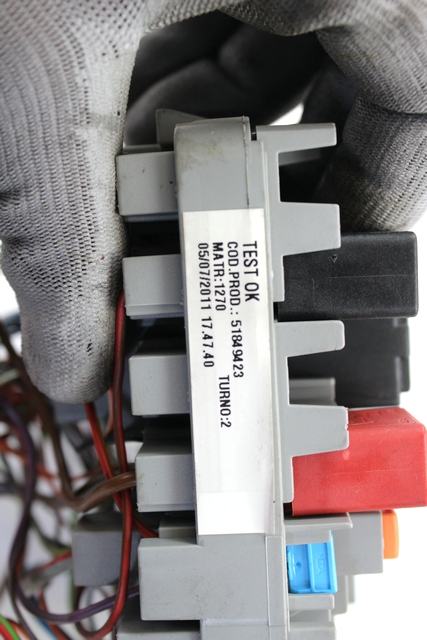 TEST OK
COD.PROD.: 51849423
MATR:1270 TURNO:2
05/07/2011 17.47.40